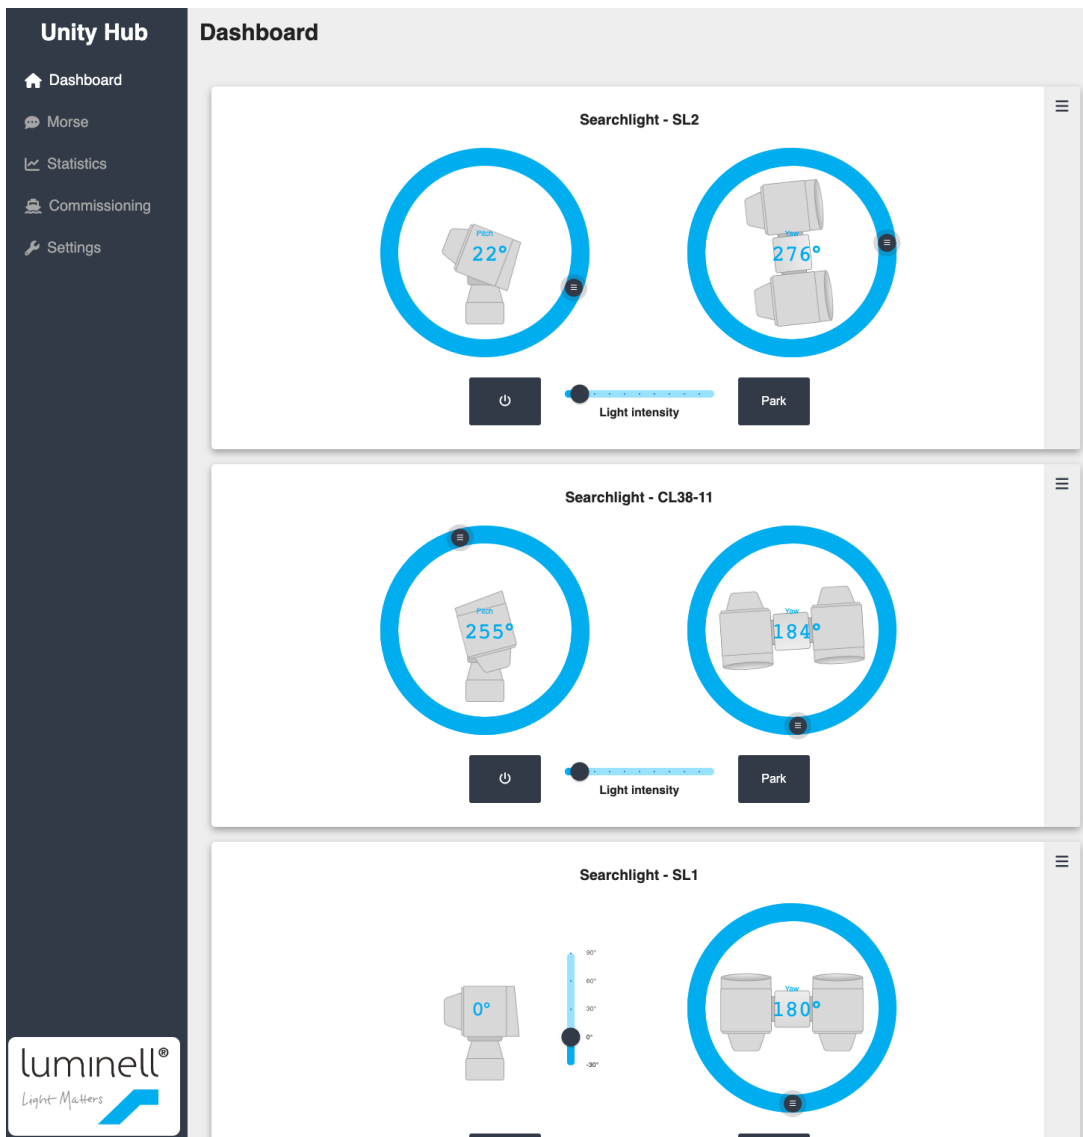 Unity Hub
Dashboard
Dashboard
Morse
Statistics
Commissioning
Settings
Searchlight - SL2
Pitch
22°
Yaw
276°
Light intensity
Park
Searchlight - CL38-11
Pitch
255°
Yaw
184°
Light intensity
Park
Searchlight - SL1
0°
90°
60°
30°
0°
-30°
Yaw
180°
luminell®
Light Matters